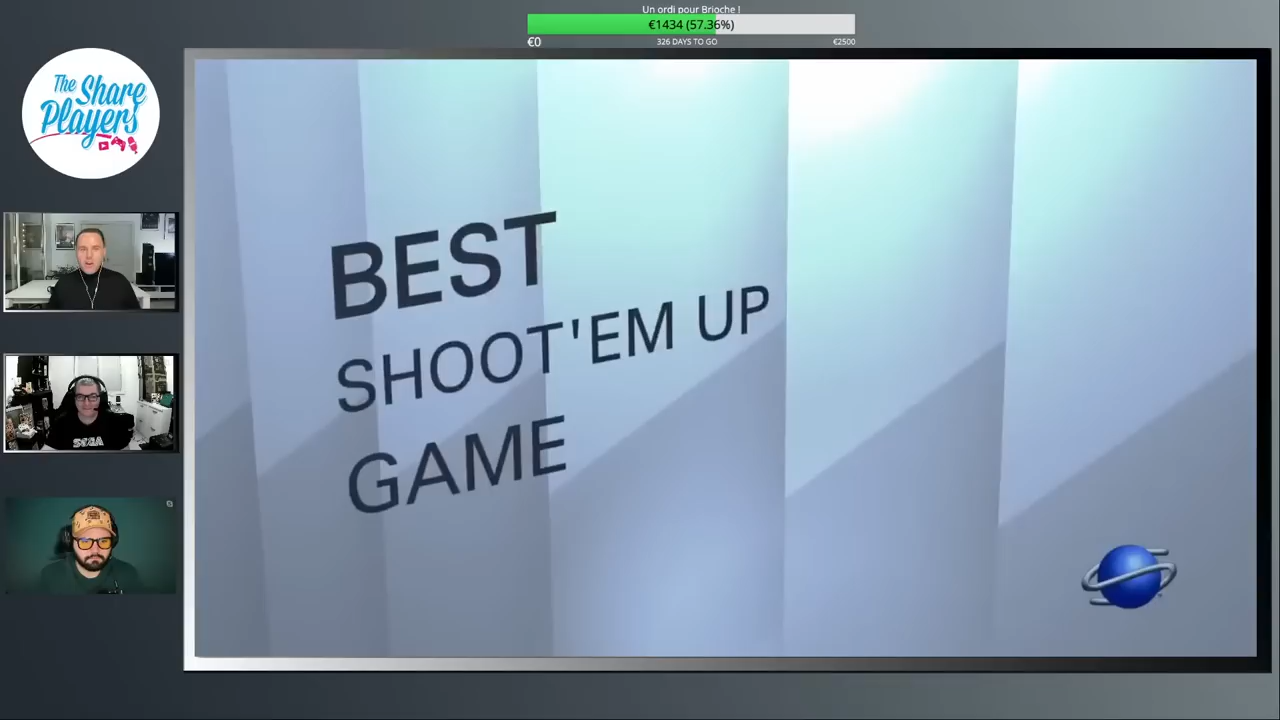 Un ordi pour Brioche !
€1434 (57.36%)
€0
326 DAYS TO GO
€2500
The Share
Players
BEST
SHOOT'EM UP
GAME
SEGA